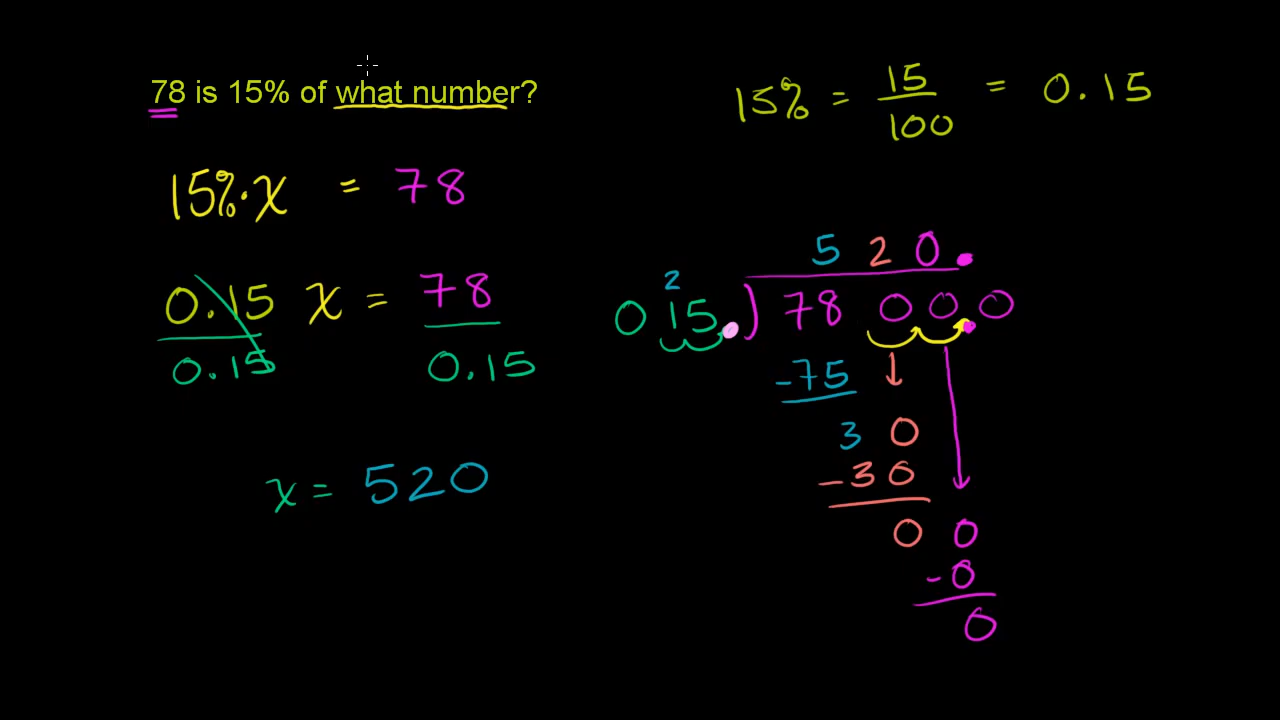 78 is 15% of what number?
15% = 15/100 = 0.15
15%·x = 78
0.15 x = 78
0.15 0.15
x = 520
520.
2
015.)78 000.0
-75
30
-30
00
-0
0